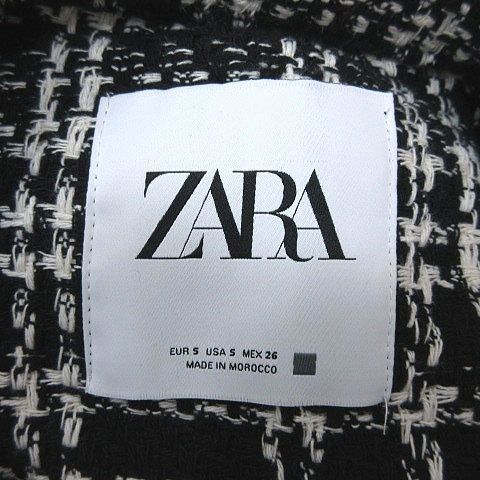 ZARA
EUR S USA S MEX 26
MADE IN MOROCCO